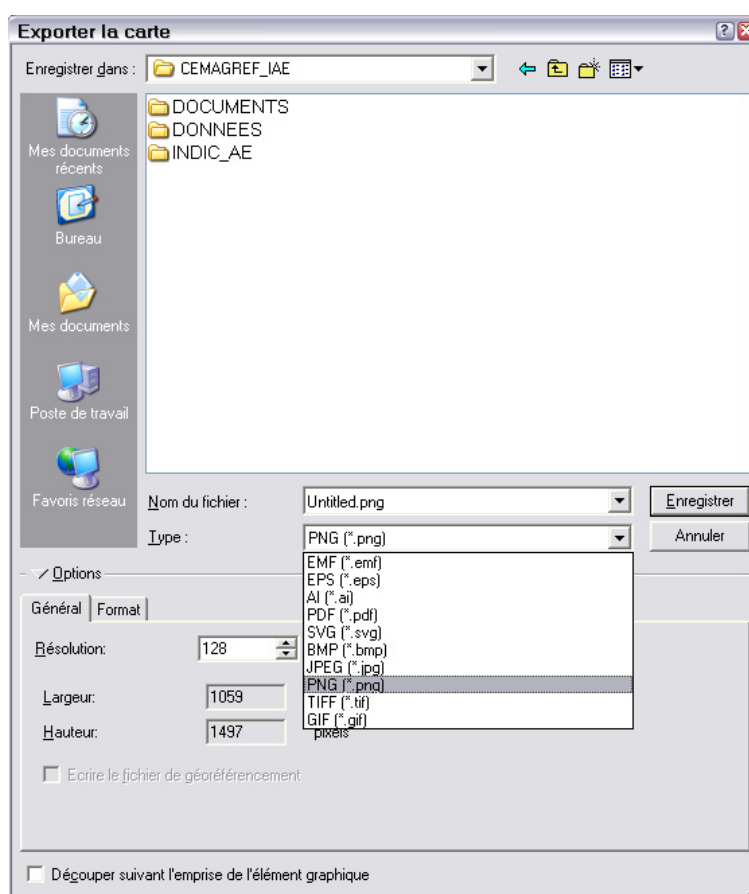 Exporter la carte
Enregistrer dans :
CEMAGREF_IAE
Mes documents
récents
Bureau
Mes documents
Poste de travail
Favoris réseau
DOCUMENTS
DONNEES
INDIC_AE
Nom du fichier :
Untitled.png
Enregistrer
Type :
PNG (*.png)
Annuler
EMF (*.emf)
EPS (*.eps)
AI (*.ai)
PDF (*.pdf)
SVG (*.svg)
BMP (*.bmp)
JPEG (*.jpg)
PNG (*.png)
TIFF (*.tif)
GIF (*.gif)
Options
Général
Format
Résolution:
128
Largeur:
1059
Hauteur:
1497
pixels
Ecrire le fichier de géoréférencement
Découper suivant l'emprise de l'élément graphique